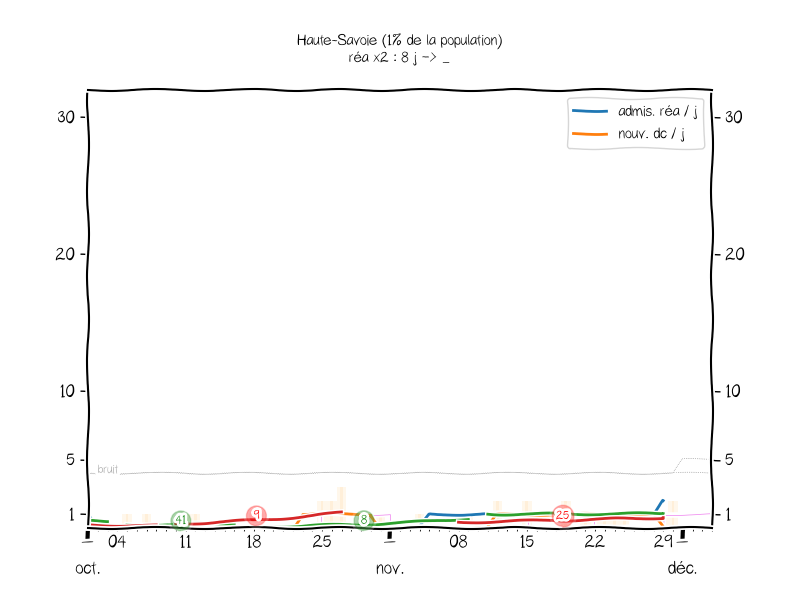 Haute-Savoie (1% de la population)
réa x2 : 8 j -> _
admis. réa / j
nouv. dc / j
30
30
20
20
10
10
5
5
bruit
1
1
41
9
8
25
04
11
18
25
08
15
22
29
oct.
nov.
déc.